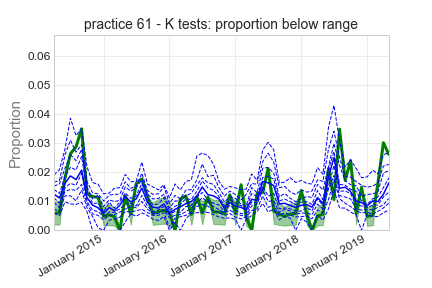 practice 61 - K tests: proportion below range
0.06
0.05
0.04
0.03
0.02
0.01
0.00
Proportion
January 2015
January 2016
January 2017
January 2018
January 2019